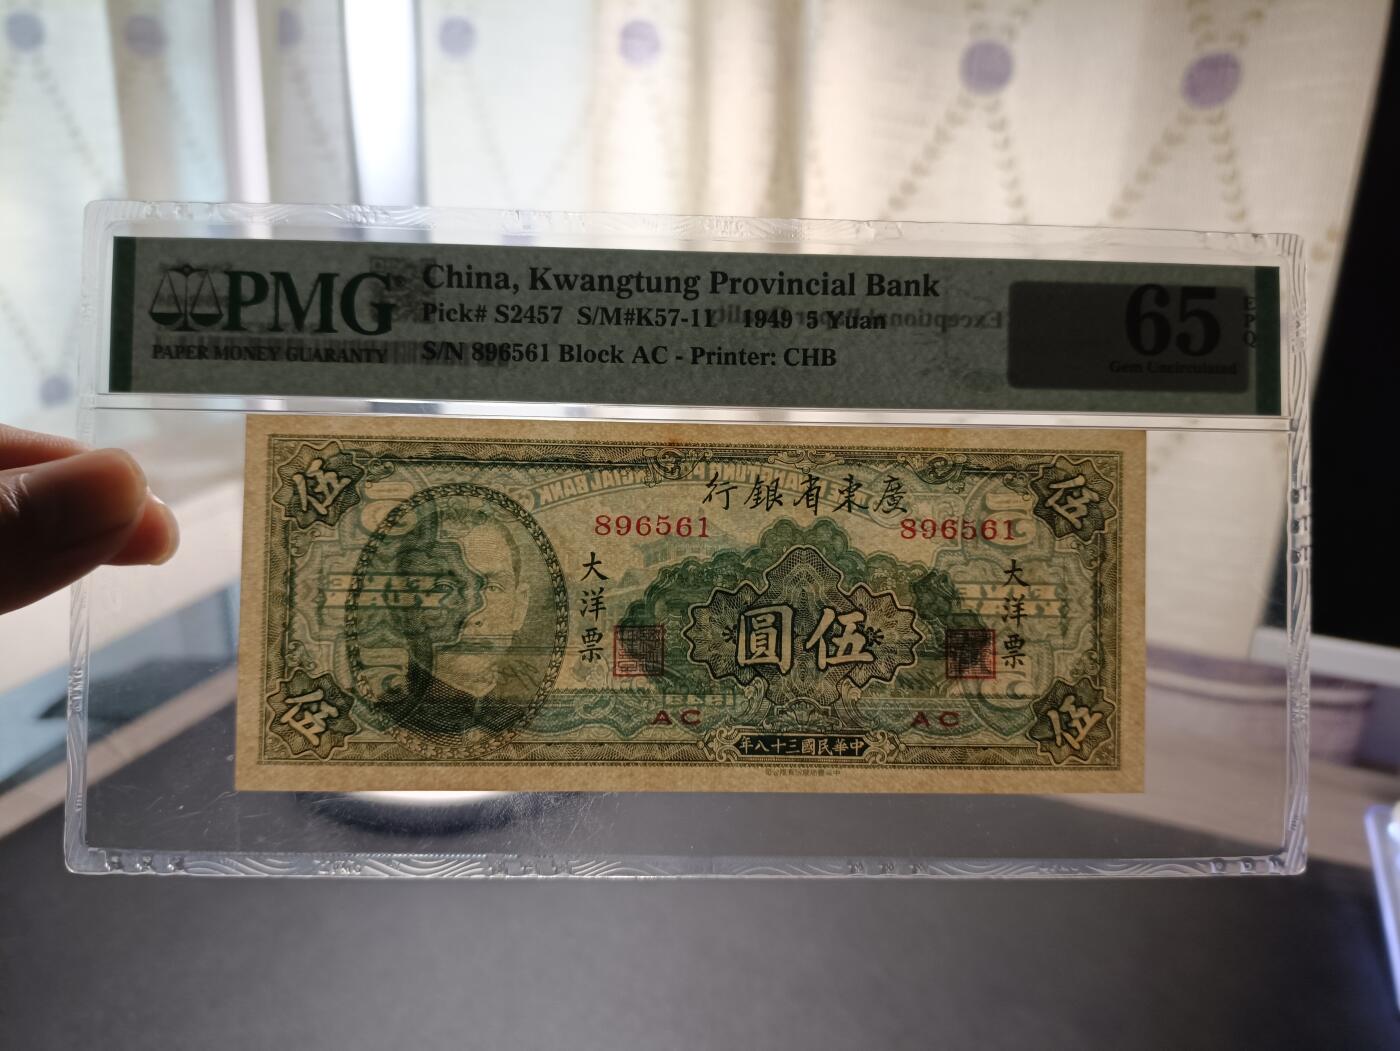 PMG
PAPER MONEY GUARANTY
China, Kwangtung Provincial Bank
Pick# S2457 S/M#K57-11 1949 5 Yuan
S/N 896561 Block AC - Printer: CHB
65
EPQ
Gem Uncirculated
Exceptional
伍
伍
廣東省銀行
896561
896561
大洋票
大洋票
伍圓
AC
AC
伍
伍
中華民國三十八年